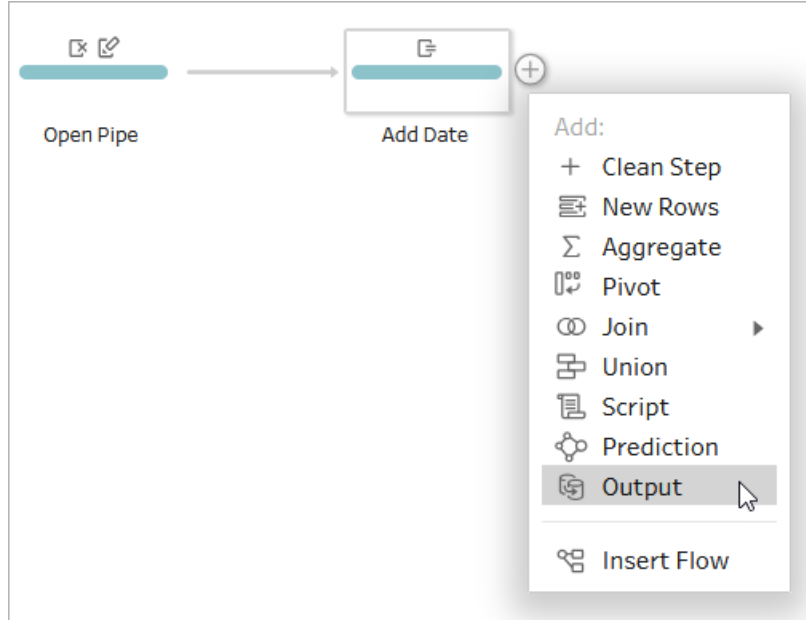 Open Pipe
Add Date
Add:
Clean Step
New Rows
Aggregate
Pivot
Join
Union
Script
Prediction
Output
Insert Flow